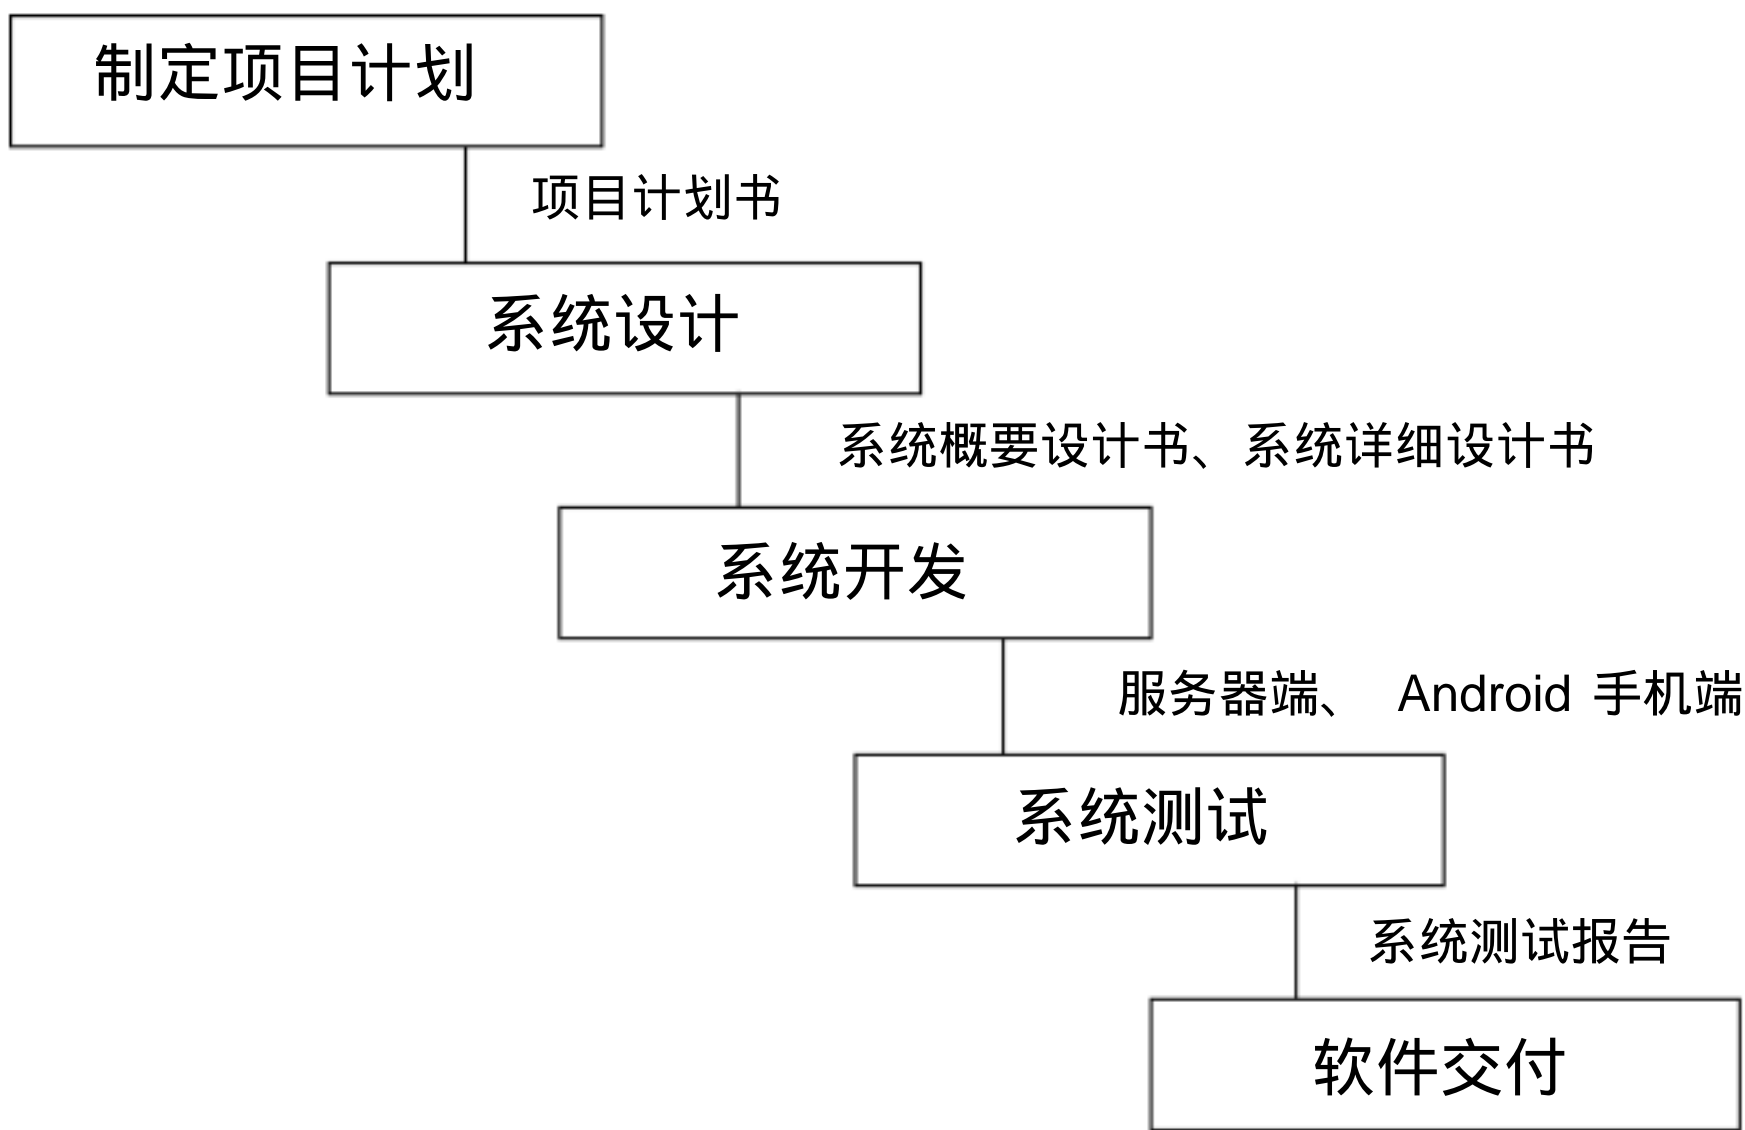 制定项目计划
项目计划书
系统设计
系统概要设计书、系统详细设计书
系统开发
服务器端、 Android 手机端
系统测试
系统测试报告
软件交付